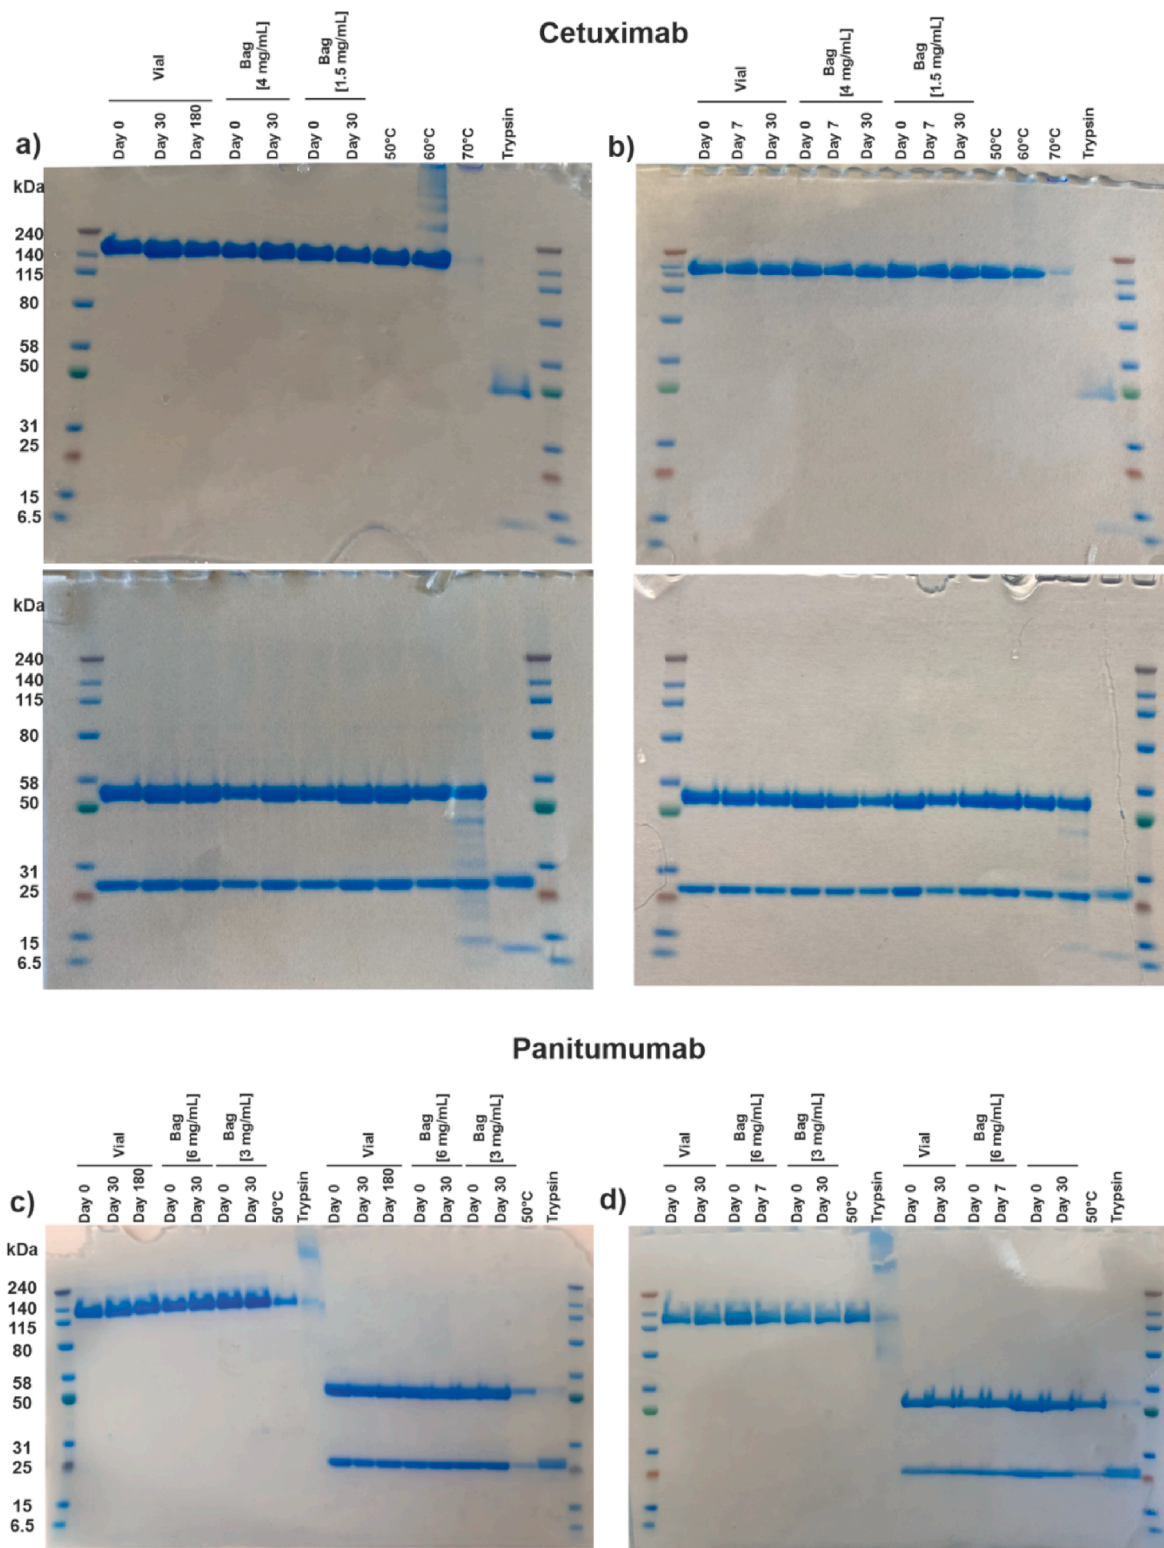 Cetuximab
a)
Vial
Bag
[4 mg/mL]
Bag
[1.5 mg/mL]
Day 0
Day 30
Day 180
Day 0
Day 30
Day 0
Day 30
50°C
60°C
70°C
Trypsin
kDa
240
140
115
80
58
50
31
25
15
6.5
b)
Vial
Bag
[4 mg/mL]
Bag
[1.5 mg/mL]
Day 0
Day 7
Day 30
Day 0
Day 7
Day 30
Day 0
Day 7
Day 30
50°C
60°C
70°C
Trypsin
kDa
240
140
115
80
58
50
31
25
15
6.5
Panitumumab
c)
Vial
Bag
[6 mg/mL]
Bag
[3 mg/mL]
Day 0
Day 30
Day 180
Day 0
Day 30
Day 0
Day 30
50°C
Trypsin
Vial
Bag
[6 mg/mL]
Bag
[3 mg/mL]
Day 0
Day 30
Day 180
Day 0
Day 30
Day 0
Day 30
50°C
Trypsin
kDa
240
140
115
80
58
50
31
25
15
6.5
d)
Vial
Bag
[6 mg/mL]
Bag
[3 mg/mL]
Day 0
Day 30
Day 0
Day 7
Day 0
Day 30
50°C
Trypsin
Vial
Bag
[6 mg/mL]
Day 0
Day 30
Day 0
Day 7
Day 0
Day 30
50°C
Trypsin